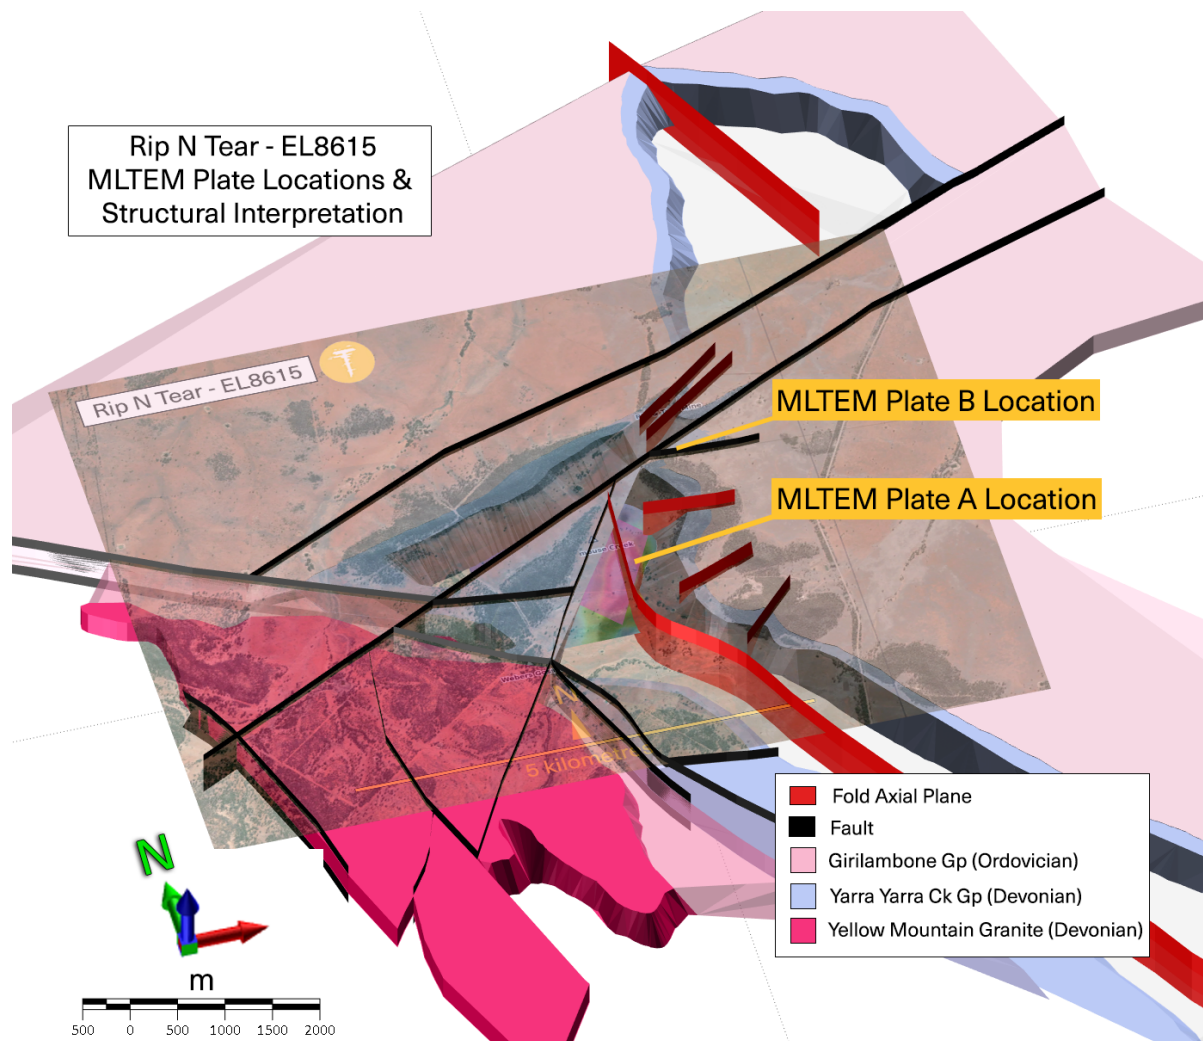 Rip N Tear - EL8615
MLTEM Plate Locations &
Structural Interpretation
Rip N Tear - EL8615
T
MLTEM Plate B Location
MLTEM Plate A Location
N
Fold Axial Plane
Fault
Girilambone Gp (Ordovician)
Yarra Yarra Ck Gp (Devonian)
Yellow Mountain Granite (Devonian)
N
m
500 0 500 1000 1500 2000